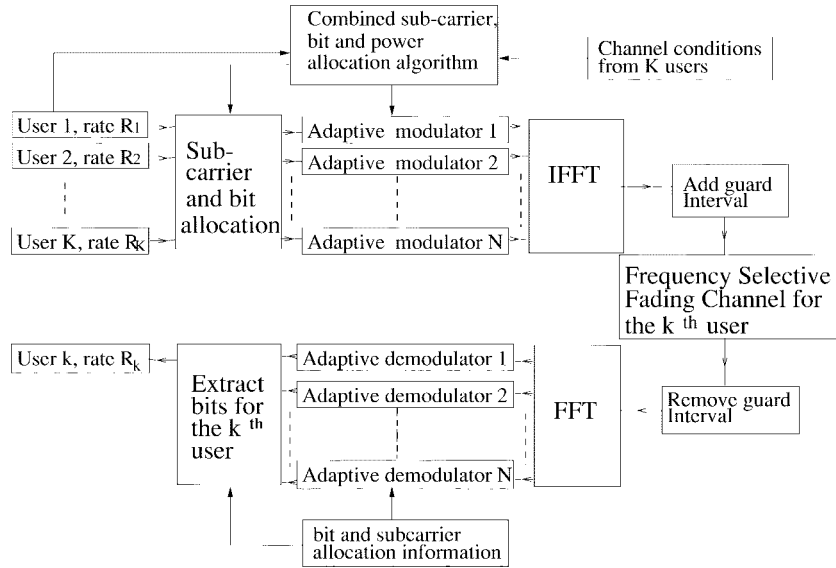 Combined sub-carrier,
bit and power
allocation algorithm
Channel conditions
from K users
User 1, rate R1
User 2, rate R2
User K, rate RK
Sub-
carrier
and bit
allocation
Adaptive modulator 1
Adaptive modulator 2
Adaptive modulator N
IFFT
Add guard
Interval
Frequency Selective
Fading Channel for
the k th user
User k, rate Rk
Extract
bits for
the k th
user
Adaptive demodulator 1
Adaptive demodulator 2
Adaptive demodulator N
FFT
Remove guard
Interval
bit and subcarrier
allocation information